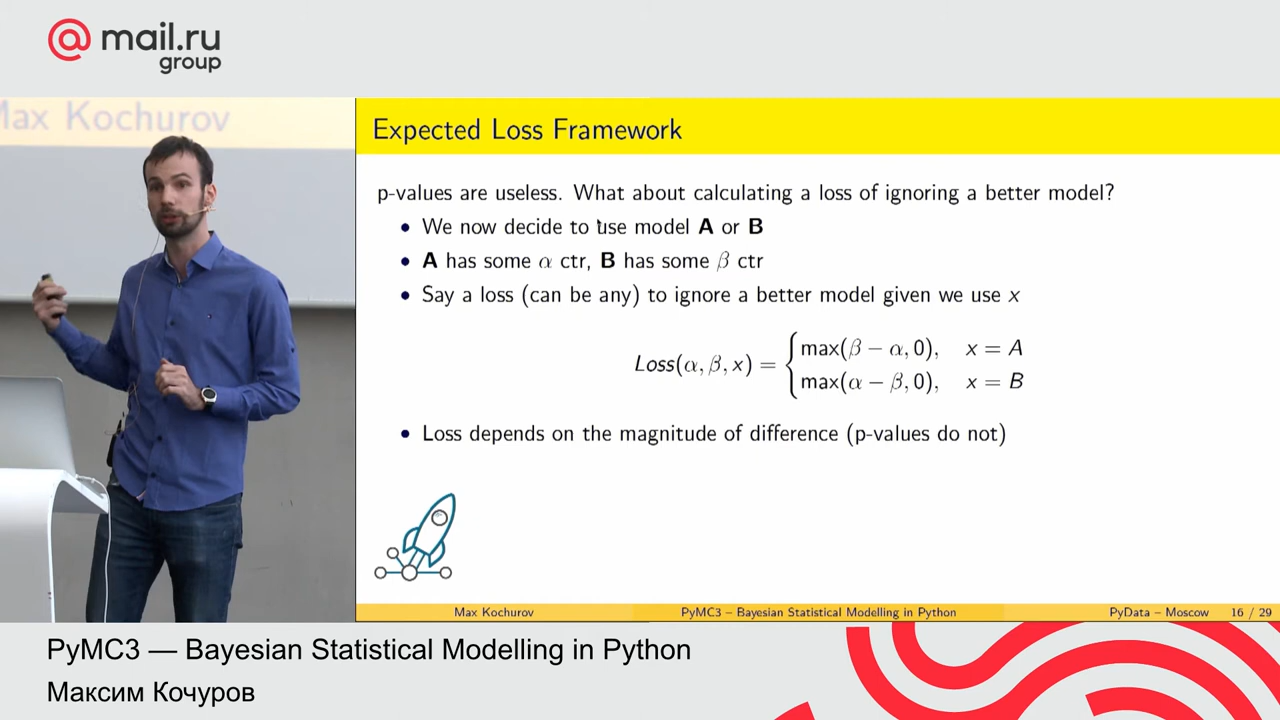 @mail.ru
group
Max Kochurov
Expected Loss Framework
p-values are useless. What about calculating a loss of ignoring a better model?
• We now decide to use model A or B
• A has some α ctr, B has some β ctr
• Say a loss (can be any) to ignore a better model given we use x
Loss(α, β, x) = { max(β − α, 0), x = A
max(α − β, 0), x = B
• Loss depends on the magnitude of difference (p-values do not)
Max Kochurov PyMC3 – Bayesian Statistical Modelling in Python PyData – Moscow 16 / 29
PyMC3 — Bayesian Statistical Modelling in Python
Максим Кочуров